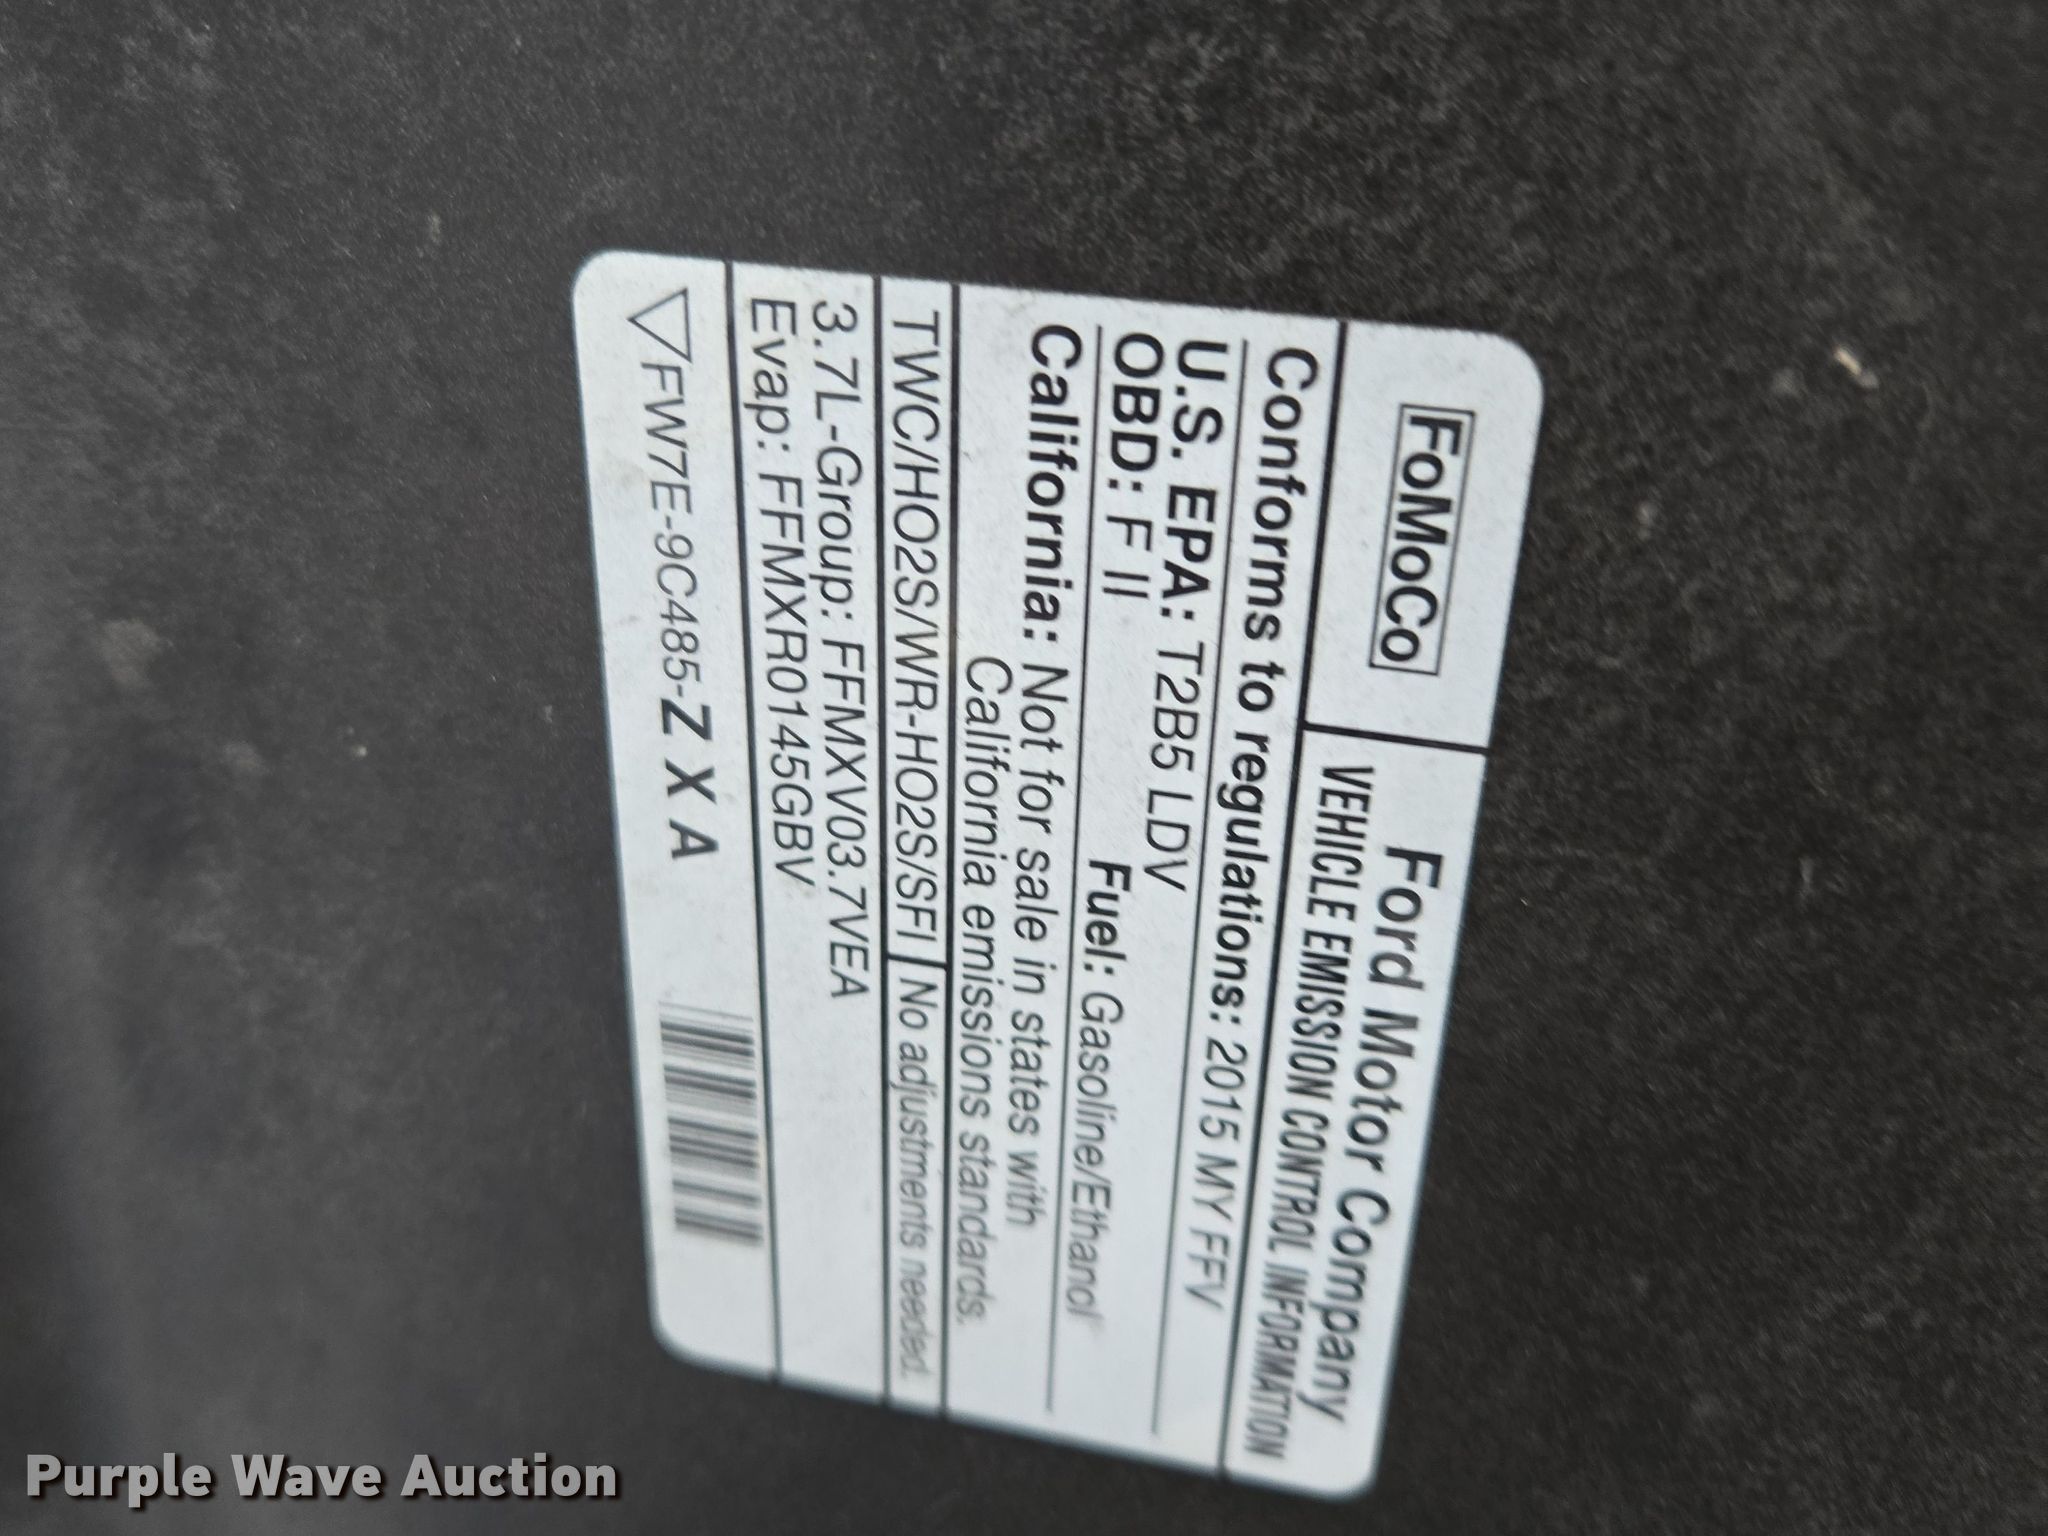 FoMoCo
Ford Motor Company
VEHICLE EMISSION CONTROL INFORMATION
Conforms to regulations: 2015 MY FFV
U.S. EPA: T2B5 LDV
OBD: F II Fuel: Gasoline/Ethanol
California: Not for sale in states with
California emissions standards.
TWC/HO2S/WR-HO2S/SFI No adjustments needed.
3.7L-Group: FFMXV03.7VEA
Evap: FFMXR0145GBV
FW7E-9C485-Z X A
Purple Wave Auction